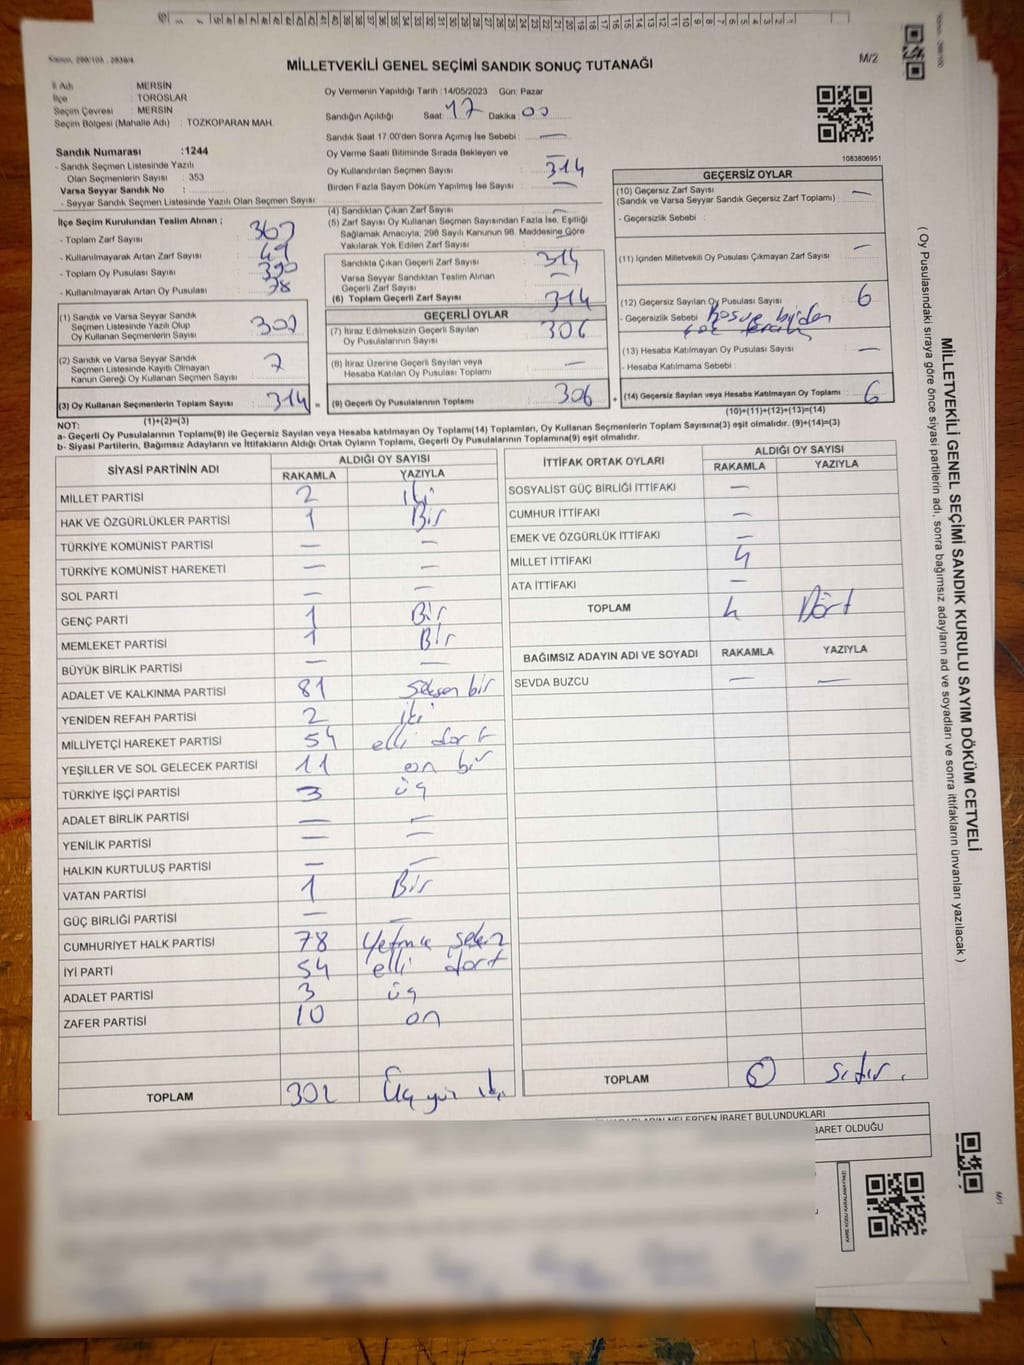 Kanun, 298/105 - 2839/4
M/2
MİLLETVEKİLİ GENEL SEÇİMİ SANDIK SONUÇ TUTANAĞI
İl Adı : MERSİN
İlçe : TOROSLAR
Seçim Çevresi : MERSİN
Seçim Bölgesi (Mahalle Adı) : TOZKOPARAN MAH.
Sandık Numarası :1244
- Sandık Seçmen Listesinde Yazılı
Olan Seçmenlerin Sayısı : 353
Varsa Seyyar Sandık No :
- Seyyar Sandık Seçmen Listesinde Yazılı Olan Seçmen Sayısı:
Oy Vermenin Yapıldığı Tarih :14/05/2023 Gün: Pazar
Sandığın Açıldığı Saat: 17 Dakika: 00
Sandık Saat 17:00'den Sonra Açımış İse Sebebi : —
Oy Verme Saati Bitiminde Sırada Bekleyen ve
Oy Kullandırılan Seçmen Sayısı : 314
Birden Fazla Sayım Döküm Yapılmış İse Sayısı : —
1083806951
İlçe Seçim Kurulundan Teslim Alınan ;
- Toplam Zarf Sayısı :
- Kullanılmayarak Artan Zarf Sayısı :
- Toplam Oy Pusulası Sayısı : 390
- Kullanılmayarak Artan Oy Pusulası : 78
(1) Sandık ve Varsa Seyyar Sandık
Seçmen Listesinde Yazılı Olup
Oy Kullanan Seçmenlerin Sayısı :
(2) Sandık ve Varsa Seyyar Sandık
Seçmen Listesinde Kayıtlı Olmayan
Kanun Gereği Oy Kullanan Seçmen Sayısı : 7
(3) Oy Kullanan Seçmenlerin Toplam Sayısı : 314
(1)+(2)=(3)
(4) Sandıktan Çıkan Zarf Sayısı : —
(5) Zarf Sayısı Oy Kullanan Seçmen Sayısından Fazla İse, Eşitliği
Sağlamak Amacıyla, 298 Sayılı Kanunun 98. Maddesine Göre
Yakılarak Yok Edilen Zarf Sayısı : —
Sandıkta Çıkan Geçerli Zarf Sayısı : 314
Varsa Seyyar Sandıktan Teslim Alınan
Geçerli Zarf Sayısı : —
(6) Toplam Geçerli Zarf Sayısı : 314
GEÇERLİ OYLAR
(7) İtiraz Edilmeksizin Geçerli Sayılan
Oy Pusulalarının Sayısı : 306
(8) İtiraz Üzerine Geçerli Sayılan veya
Hesaba Katılan Oy Pusulası Toplamı : —
(9) Geçerli Oy Pusulalarının Toplamı : 306
GEÇERSİZ OYLAR
(10) Geçersiz Zarf Sayısı : —
(Sandık ve Varsa Seyyar Sandık Geçersiz Zarf Toplamı)
- Geçersizlik Sebebi :
(11) İçinden Milletvekili Oy Pusulası Çıkmayan Zarf Sayısı : —
(12) Geçersiz Sayılan Oy Pusulası Sayısı : 6
- Geçersizlik Sebebi :
(13) Hesaba Katılmayan Oy Pusulası Sayısı : —
- Hesaba Katılmama Sebebi :
(14) Geçersiz Sayılan veya Hesaba Katılmayan Oy Toplamı : 6
(10)+(11)+(12)+(13)=(14)
NOT:
a- Geçerli Oy Pusulalarının Toplamı(9) ile Geçersiz Sayılan veya Hesaba katılmayan Oy Toplamı(14) Toplamları, Oy Kullanan Seçmenlerin Toplam Sayısına(3) eşit olmalıdır. (9)+(14)=(3)
b- Siyasi Partilerin, Bağımsız Adayların ve İttifakların Aldığı Ortak Oyların Toplamı, Geçerli Oy Pusulalarının Toplamına(9) eşit olmalıdır.
SİYASİ PARTİNİN ADI ALDIĞI OY SAYISI
RAKAMLA YAZIYLA
MİLLET PARTİSİ 2 İki
HAK VE ÖZGÜRLÜKLER PARTİSİ 1 Bir
TÜRKİYE KOMÜNİST PARTİSİ — —
TÜRKİYE KOMÜNİST HAREKETİ — —
SOL PARTİ — —
GENÇ PARTİ 1 Bir
MEMLEKET PARTİSİ 1 Bir
BÜYÜK BİRLİK PARTİSİ — —
ADALET VE KALKINMA PARTİSİ 81 Seksen bir
YENİDEN REFAH PARTİSİ 2 iki
MİLLİYETÇİ HAREKET PARTİSİ 54 elli dört
YEŞİLLER VE SOL GELECEK PARTİSİ 11 on bir
TÜRKİYE İŞÇİ PARTİSİ 3 üç
ADALET BİRLİK PARTİSİ — —
YENİLİK PARTİSİ — —
HALKIN KURTULUŞ PARTİSİ — —
VATAN PARTİSİ 1 Bir
GÜÇ BİRLİĞİ PARTİSİ — —
CUMHURİYET HALK PARTİSİ 78 Yetmiş sekiz
İYİ PARTİ 54 elli dört
ADALET PARTİSİ 3 üç
ZAFER PARTİSİ 10 on
TOPLAM 302 Üç yüz iki
İTTİFAK ORTAK OYLARI ALDIĞI OY SAYISI
RAKAMLA YAZIYLA
SOSYALİST GÜÇ BİRLİĞİ İTTİFAKI —
CUMHUR İTTİFAKI —
EMEK VE ÖZGÜRLÜK İTTİFAKI —
MİLLET İTTİFAKI 4
ATA İTTİFAKI —
TOPLAM 4 Dört
BAĞIMSIZ ADAYIN ADI VE SOYADI RAKAMLA YAZIYLA
SEVDA BUZCU — —
TOPLAM 0 Sıfır.
NELERDEN İBARET BULUNDUKLARI
BARET OLDUĞU
KARE KODU KARALAMAYINIZ!
MİLLETVEKİLİ GENEL SEÇİMİ SANDIK KURULU SAYIM DÖKÜM CETVELİ
( Oy Pusulasındaki sıraya göre önce siyasi partilerin adı, sonra bağımsız adayların ad ve soyadları ve sonra ittifakların ünvanları yazılacak )
M/1